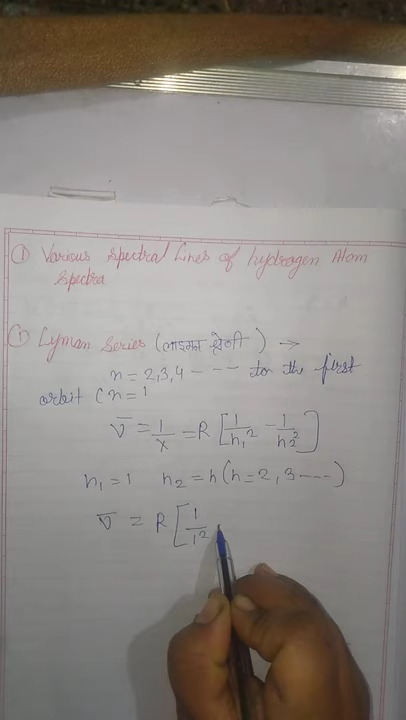 ① Various Spectral Lines of hydrogen Atom
Spectra
① Lyman Series (लाइमन श्रेणी) →
n = 2,3,4 - - - - to the first
orbit (n = 1
ν̅ = 1/λ = R [1/n₁² - 1/n₂²]
n₁ = 1 n₂ = n (n = 2, 3 ----)
ν̅ = R [1/1²